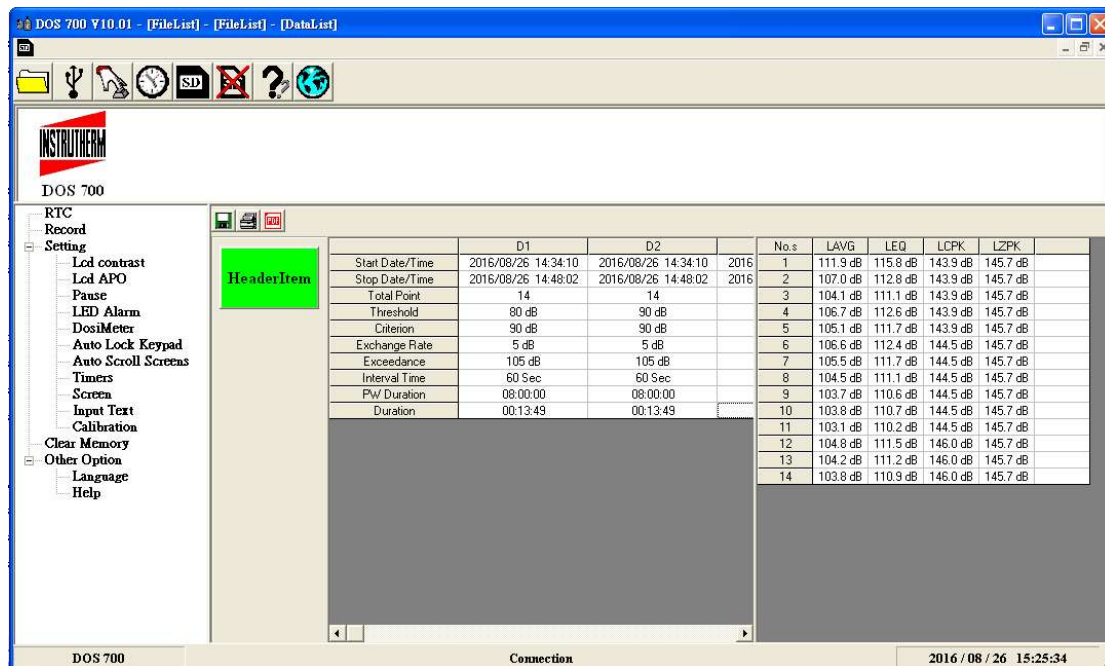 DOS 700 V10.01 - [FileList] - [FileList] - [DataList]
SD
INSTRUTHERM
DOS 700
RTC
Record
Setting
Lcd contrast
Lcd APO
Pause
LED Alarm
DosiMeter
Auto Lock Keypad
Auto Scroll Screens
Timers
Screen
Input Text
Calibration
Clear Memory
Other Option
Language
Help
PDF
HeaderItem
D1 D2
Start Date/Time 2016/08/26 14:34:10 2016/08/26 14:34:10 2016
Stop Date/Time 2016/08/26 14:48:02 2016/08/26 14:48:02 2016
Total Point 14 14
Threshold 80 dB 90 dB
Criterion 90 dB 90 dB
Exchange Rate 5 dB 5 dB
Exceedance 105 dB 105 dB
Interval Time 60 Sec 60 Sec
PW Duration 08:00:00 08:00:00
Duration 00:13:49 00:13:49
No.s LAVG LEQ LCPK LZPK
1 111.9 dB 115.8 dB 143.9 dB 145.7 dB
2 107.0 dB 112.8 dB 143.9 dB 145.7 dB
3 104.1 dB 111.1 dB 143.9 dB 145.7 dB
4 106.7 dB 112.6 dB 143.9 dB 145.7 dB
5 105.1 dB 111.7 dB 143.9 dB 145.7 dB
6 106.6 dB 112.4 dB 144.5 dB 145.7 dB
7 105.5 dB 111.7 dB 144.5 dB 145.7 dB
8 104.5 dB 111.1 dB 144.5 dB 145.7 dB
9 103.7 dB 110.6 dB 144.5 dB 145.7 dB
10 103.8 dB 110.7 dB 144.5 dB 145.7 dB
11 103.1 dB 110.2 dB 144.5 dB 145.7 dB
12 104.8 dB 111.5 dB 146.0 dB 145.7 dB
13 104.2 dB 111.2 dB 146.0 dB 145.7 dB
14 103.8 dB 110.9 dB 146.0 dB 145.7 dB
DOS 700 Connection 2016 / 08 / 26 15:25:34